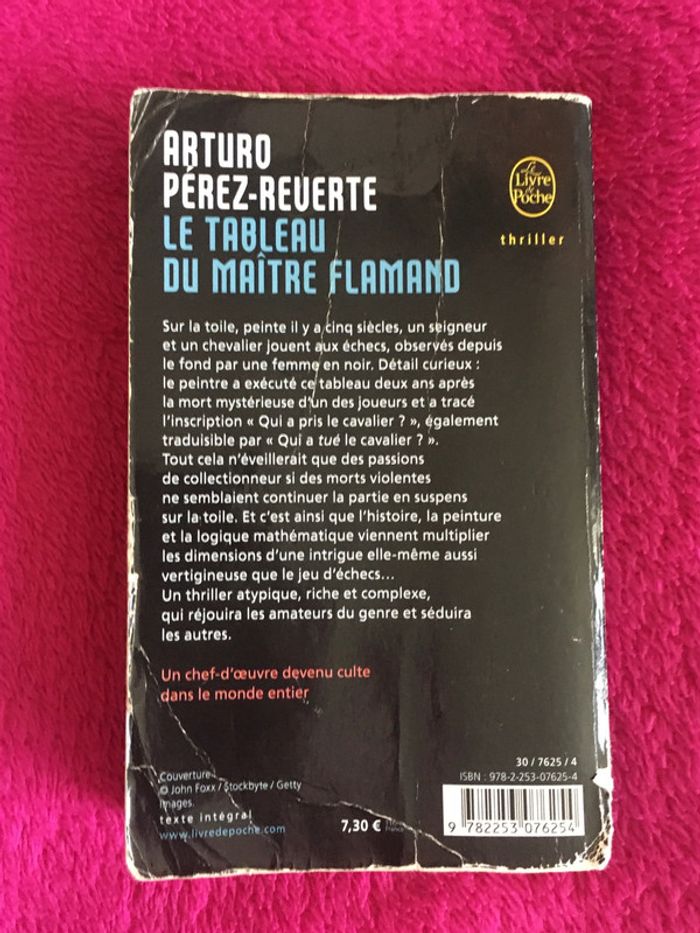 ARTURO
PÉREZ-REVERTE
LE TABLEAU
DU MAÎTRE FLAMAND
Le
Livre
de
Poche
thriller
Sur la toile, peinte il y a cinq siècles, un seigneur
et un chevalier jouent aux échecs, observés depuis
le fond par une femme en noir. Détail curieux :
le peintre a exécuté ce tableau deux ans après
la mort mystérieuse d'un des joueurs et a tracé
l'inscription « Qui a pris le cavalier ? », également
traduisible par « Qui a tué le cavalier ? ».
Tout cela n'éveillerait que des passions
de collectionneur si des morts violentes
ne semblaient continuer la partie en suspens
sur la toile. Et c'est ainsi que l'histoire, la peinture
et la logique mathématique viennent multiplier
les dimensions d'une intrigue elle-même aussi
vertigineuse que le jeu d'échecs...
Un thriller atypique, riche et complexe,
qui réjouira les amateurs du genre et séduira
les autres.
Un chef-d'œuvre devenu culte
dans le monde entier
Couverture
© John Foxx / Stockbyte / Getty
Images.
texte intégral
www.livredepoche.com
7,30 €
France
30 / 7625 / 4
ISBN : 978-2-253-07625-4
9 782253 076254